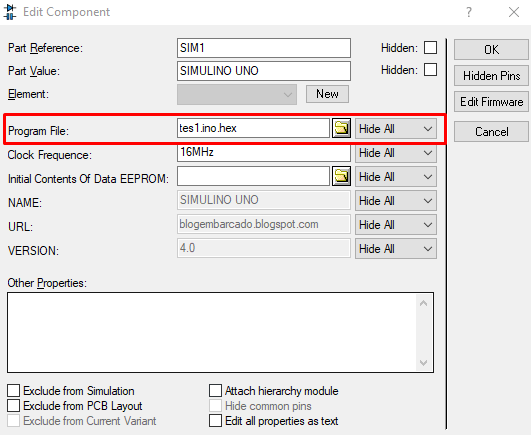 Edit Component
? ×
Part Reference: SIM1 Hidden:
Part Value: SIMULINO UNO Hidden:
Element: New
Program File: tes1.ino.hex Hide All
Clock Frequence: 16MHz Hide All
Initial Contents Of Data EEPROM: Hide All
NAME: SIMULINO UNO Hide All
URL: blogembarcado.blogspot.com Hide All
VERSION: 4.0 Hide All
Other Properties:
Exclude from Simulation Attach hierarchy module
Exclude from PCB Layout Hide common pins
Exclude from Current Variant Edit all properties as text
OK
Hidden Pins
Edit Firmware
Cancel